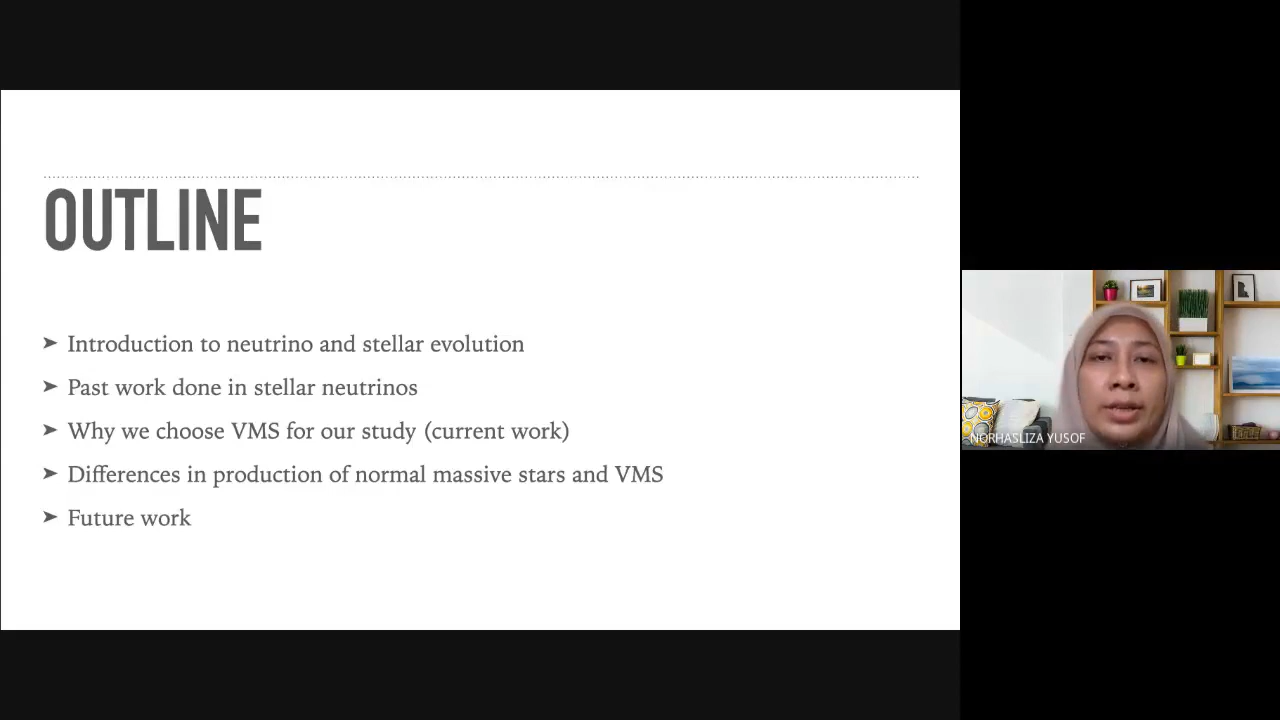 OUTLINE
➤ Introduction to neutrino and stellar evolution
➤ Past work done in stellar neutrinos
➤ Why we choose VMS for our study (current work)
➤ Differences in production of normal massive stars and VMS
➤ Future work
NORHASLIZA YUSOF